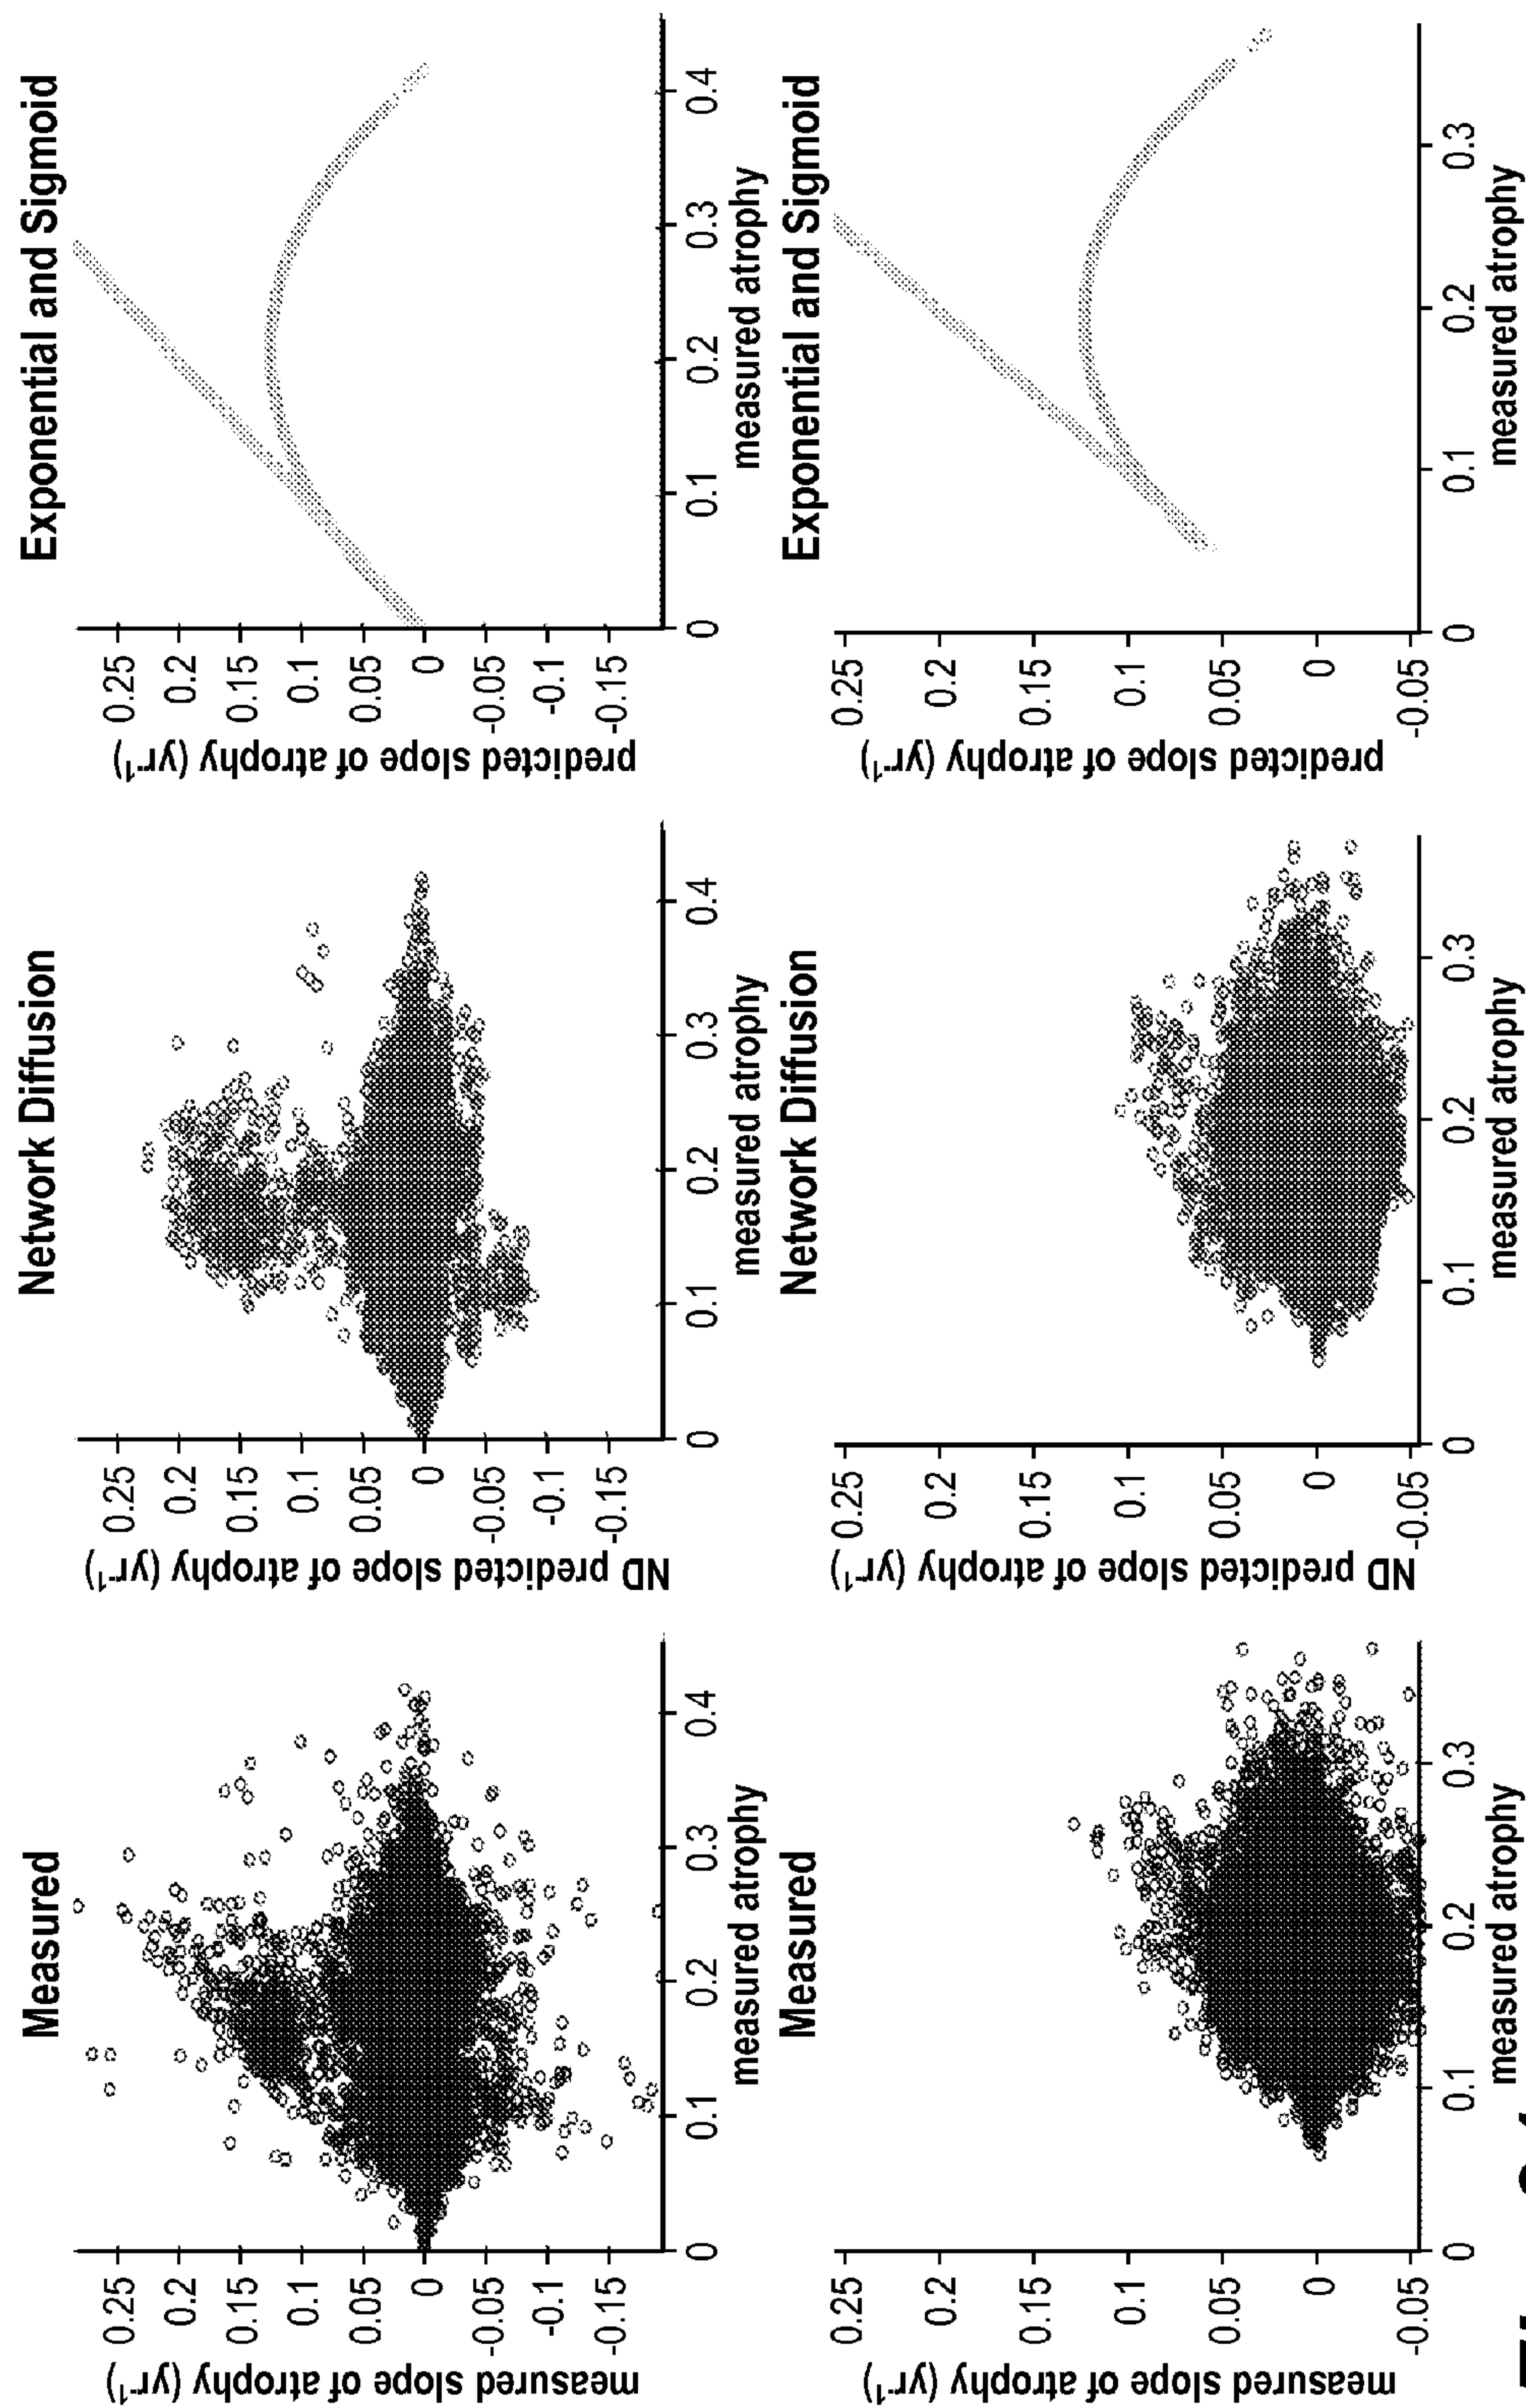 Measured
measured slope of atrophy (yr⁻¹)
0.25
0.2
0.15
0.1
0.05
0
-0.05
-0.1
-0.15
0 0.1 0.2 0.3 0.4
measured atrophy
Network Diffusion
ND predicted slope of atrophy (yr⁻¹)
0.25
0.2
0.15
0.1
0.05
0
-0.05
-0.1
-0.15
0 0.1 0.2 0.3 0.4
measured atrophy
Exponential and Sigmoid
predicted slope of atrophy (yr⁻¹)
0.25
0.2
0.15
0.1
0.05
0
-0.05
-0.1
-0.15
0 0.1 0.2 0.3 0.4
measured atrophy
Measured
measured slope of atrophy (yr⁻¹)
0.25
0.2
0.15
0.1
0.05
0
-0.05
0 0.1 0.2 0.3
measured atrophy
Network Diffusion
ND predicted slope of atrophy (yr⁻¹)
0.25
0.2
0.15
0.1
0.05
0
-0.05
0 0.1 0.2 0.3
measured atrophy
Exponential and Sigmoid
predicted slope of atrophy (yr⁻¹)
0.25
0.2
0.15
0.1
0.05
0
-0.05
0 0.1 0.2 0.3
measured atrophy